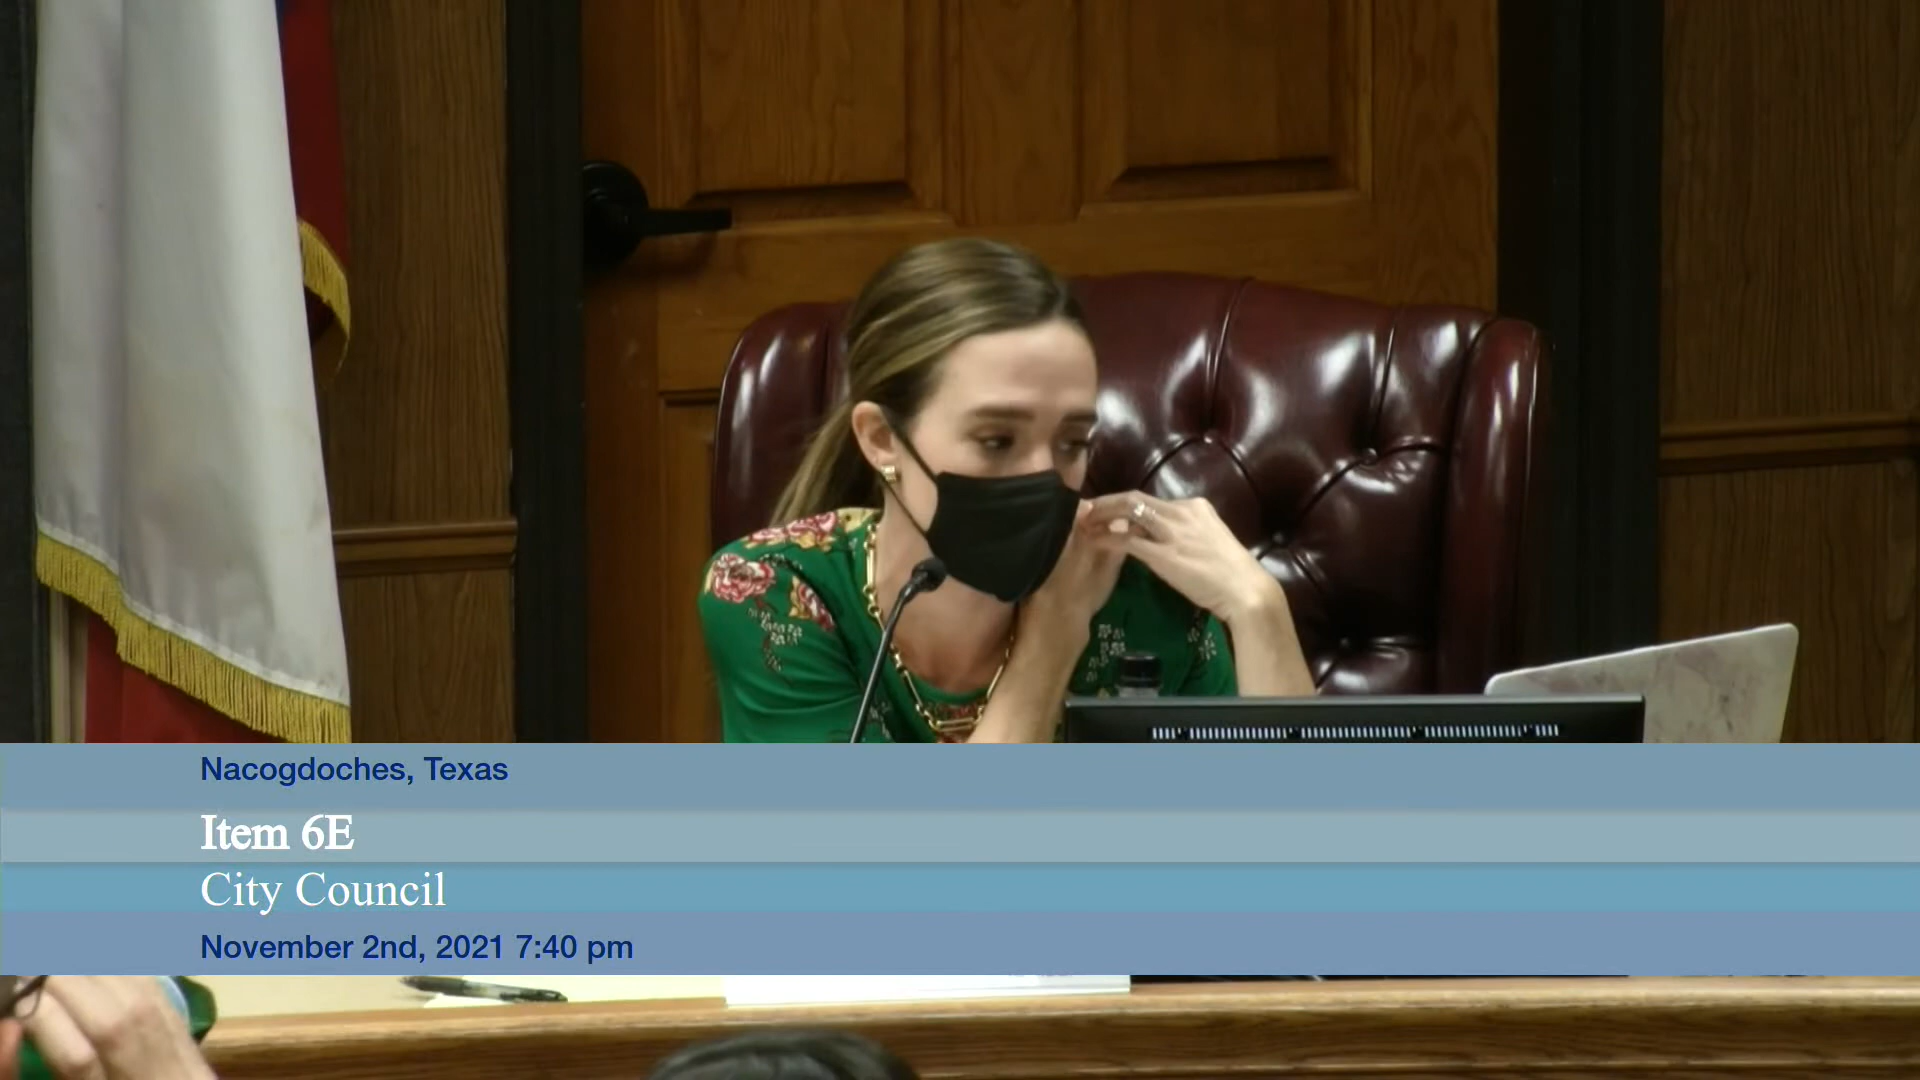 Nacogdoches, Texas
Item 6E
City Council
November 2nd, 2021 7:40 pm